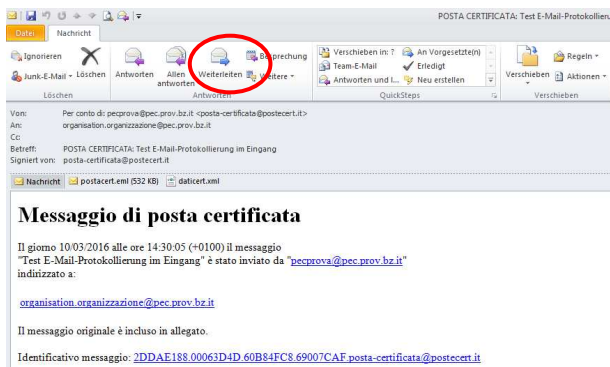 POSTA CERTIFICATA: Test E-Mail-Protokollieru
Datei Nachricht
Ignorieren
Junk-E-Mail
Löschen
Antworten
Allen antworten
Weiterleiten
Besprechung
Weitere
Verschieben in: ?
Team-E-Mail
Antworten und l...
An Vorgesetzte(n)
Erledigt
Neu erstellen
Verschieben
Regeln
Aktionen
Löschen Antworten QuickSteps Verschieben
Von: Per conto di: pecprova@pec.prov.bz.it <posta-certificata@postecert.it>
An: organisation.organizzazione@pec.prov.bz.it
Cc:
Betreff: POSTA CERTIFICATA: Test E-Mail-Protokollierung im Eingang
Signiert von: posta-certificata@postecert.it
Nachricht postacert.eml (532 KB) daticert.xml
Messaggio di posta certificata
Il giorno 10/03/2016 alle ore 14:30:05 (+0100) il messaggio
"Test E-Mail-Protokollierung im Eingang" è stato inviato da "pecprova@pec.prov.bz.it"
indirizzato a:
organisation.organizzazione@pec.prov.bz.it
Il messaggio originale è incluso in allegato.
Identificativo messaggio: 2DDAE188.00063D4D.60B84FC8.69007CAF.posta-certificata@postecert.it